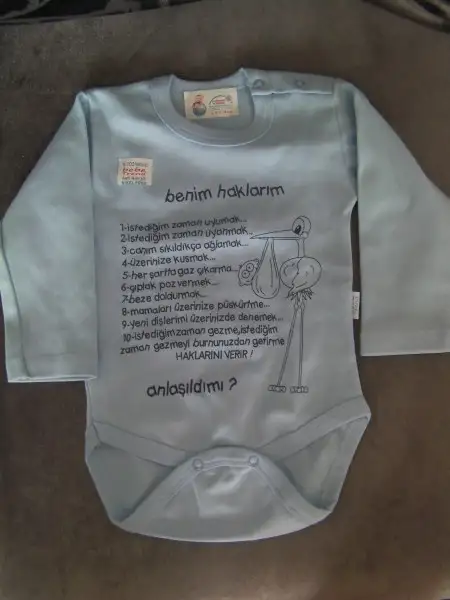 benim haklarım
1-istediğim zaman uyumak...
2-istediğim zaman uyanmak...
3-canım sıkıldıkça ağlamak...
4-üzerinize kusmak...
5-her şartta gaz çıkarma...
6-çıplak poz vermek...
7-beze doldurmak...
8-mamaları üzerinize püskürtme...
9-yeni dişlerimi üzerinizde denemek...
10-istediğim zaman gezme,istediğim
zaman gezmeyi burnunuzdan getirme
HAKLARINI VERİR !
anlaşıldımı ?